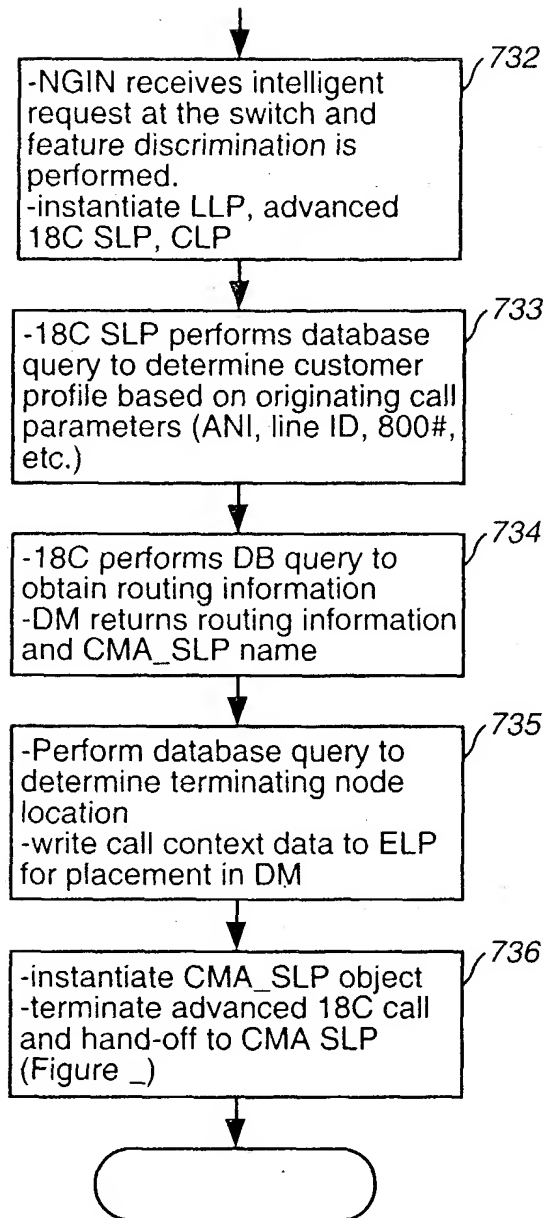 732
-NGIN receives intelligent
request at the switch and
feature discrimination is
performed.
-instantiate LLP, advanced
18C SLP, CLP
733
-18C SLP performs database
query to determine customer
profile based on originating call
parameters (ANI, line ID, 800#,
etc.)
734
-18C performs DB query to
obtain routing information
-DM returns routing information
and CMA_SLP name
735
-Perform database query to
determine terminating node
location
-write call context data to ELP
for placement in DM
736
-instantiate CMA_SLP object
-terminate advanced 18C call
and hand-off to CMA SLP
(Figure _)